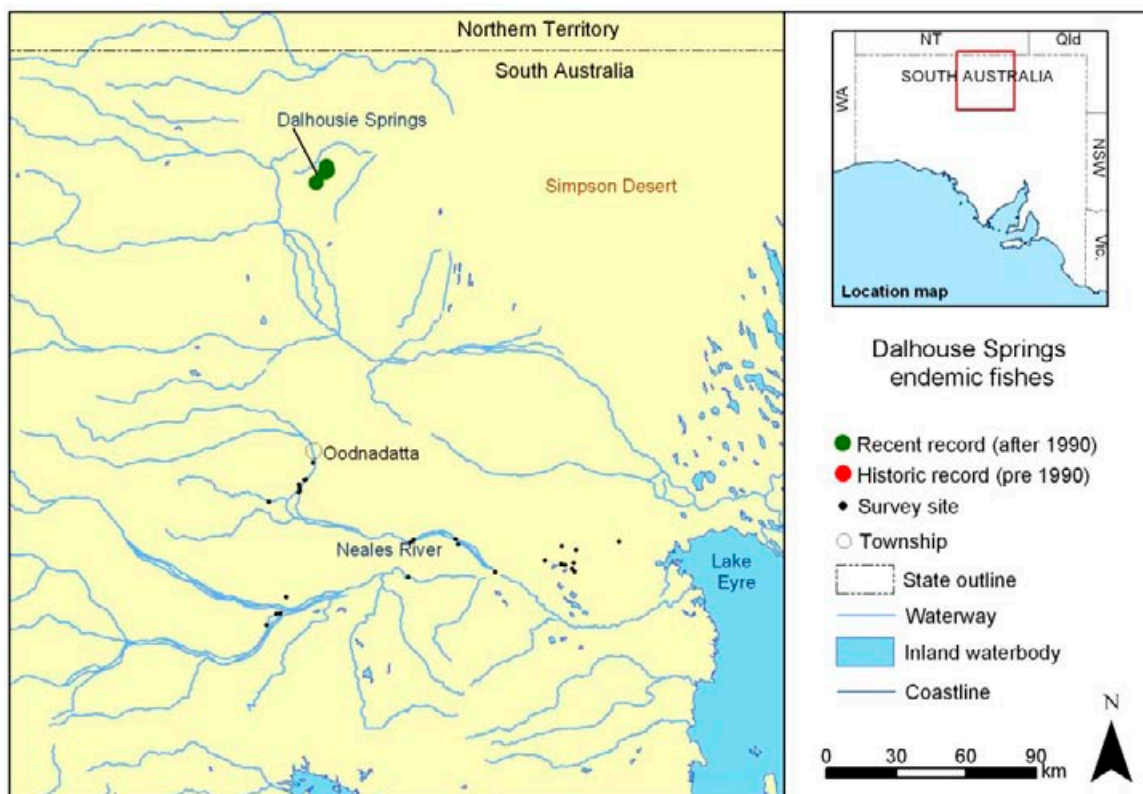 Northern Territory
South Australia
Dalhousie Springs
Simpson Desert
Oodnadatta
Neales River
Lake
Eyre
NT
Qld
SOUTH AUSTRALIA
WA
NSW
Vic.
Location map
Dalhouse Springs
endemic fishes
Recent record (after 1990)
Historic record (pre 1990)
Survey site
Township
State outline
Waterway
Inland waterbody
Coastline
N
0 30 60 90
km